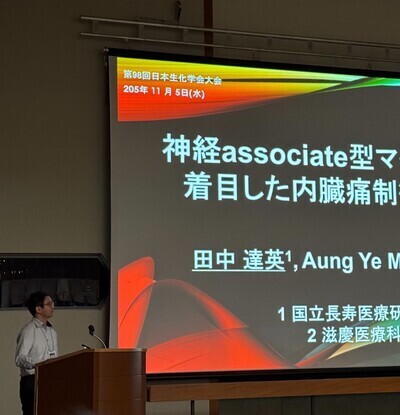 第98回日本生化学会大会
205年 11月 5日(水)
神経associate型マ
着目した内臓痛制
田中 達英¹, Aung Ye M
1 国立長寿医療研
2 滋慶医療科